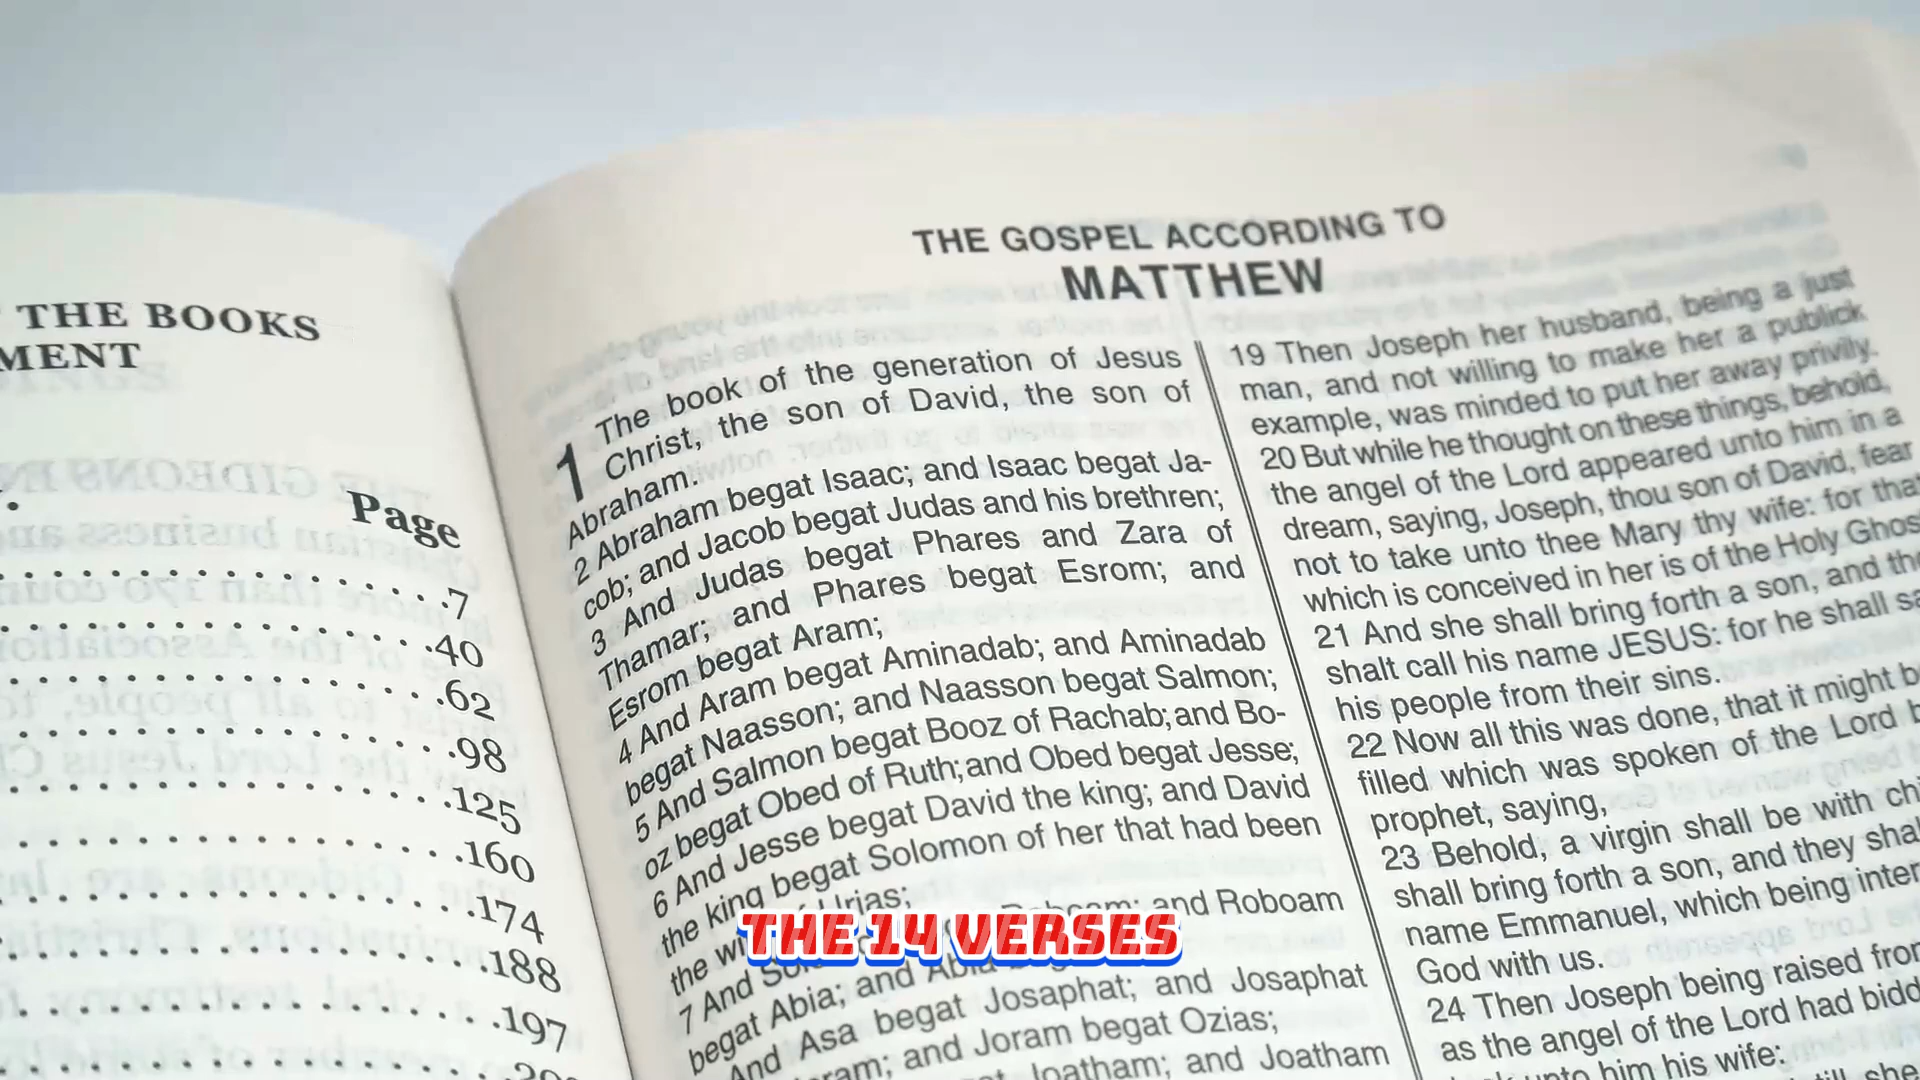 THE BOOKS
MENT
Page
7
40
62
98
125
160
174
188
197
THE GOSPEL ACCORDING TO
MATTHEW
1 The book of the generation of Jesus
Christ, the son of David, the son of
Abraham.
2 Abraham begat Isaac; and Isaac begat Ja-
cob; and Jacob begat Judas and his brethren;
3 And Judas begat Phares and Zara of
Thamar; and Phares begat Esrom; and
Esrom begat Aram;
4 And Aram begat Aminadab; and Aminadab
begat Naasson; and Naasson begat Salmon;
5 And Salmon begat Booz of Rachab; and Bo-
oz begat Obed of Ruth; and Obed begat Jesse;
6 And Jesse begat David the king; and David
the king begat Solomon of her that had been
the Urias;
7 And and Roboam
begat Abia; and Abia
And Asa begat Josaphat; and Josaphat
and Joram begat Ozias;
Joatham; and Joatham
19 Then Joseph her husband, being a just
man, and not willing to make her a publick
example, was minded to put her away privily.
20 But while he thought on these things, behold,
the angel of the Lord appeared unto him in a
dream, saying, Joseph, thou son of David, fear
not to take unto thee Mary thy wife: for that
which is conceived in her is of the Holy Ghos
21 And she shall bring forth a son, and the
shalt call his name JESUS: for he shall sa
his people from their sins.
22 Now all this was done, that it might b
filled which was spoken of the Lord b
prophet, saying,
23 Behold, a virgin shall be with chi
shall bring forth a son, and they shal
name Emmanuel, which being inter
God with us.
24 Then Joseph being raised from
as the angel of the Lord had bidd
unto him his wife:
THE 14 VERSES